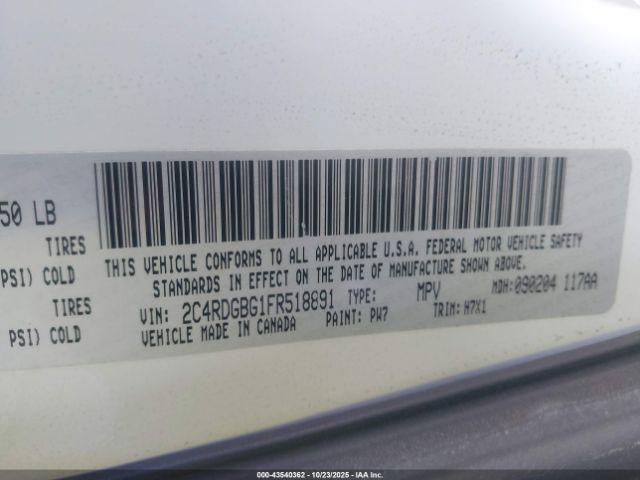 50 LB
TIRES
PSI) COLD
TIRES
PSI) COLD
THIS VEHICLE CONFORMS TO ALL APPLICABLE U.S.A. FEDERAL MOTOR VEHICLE SAFETY
STANDARDS IN EFFECT ON THE DATE OF MANUFACTURE SHOWN ABOVE.
VIN: 2C4RDGBG1FR518891 TYPE: MPV MDH: 090204 117AA
VEHICLE MADE IN CANADA PAINT: PW7 TRIM: H7X1
000-43540362 | 10/23/2025 | IAA Inc.